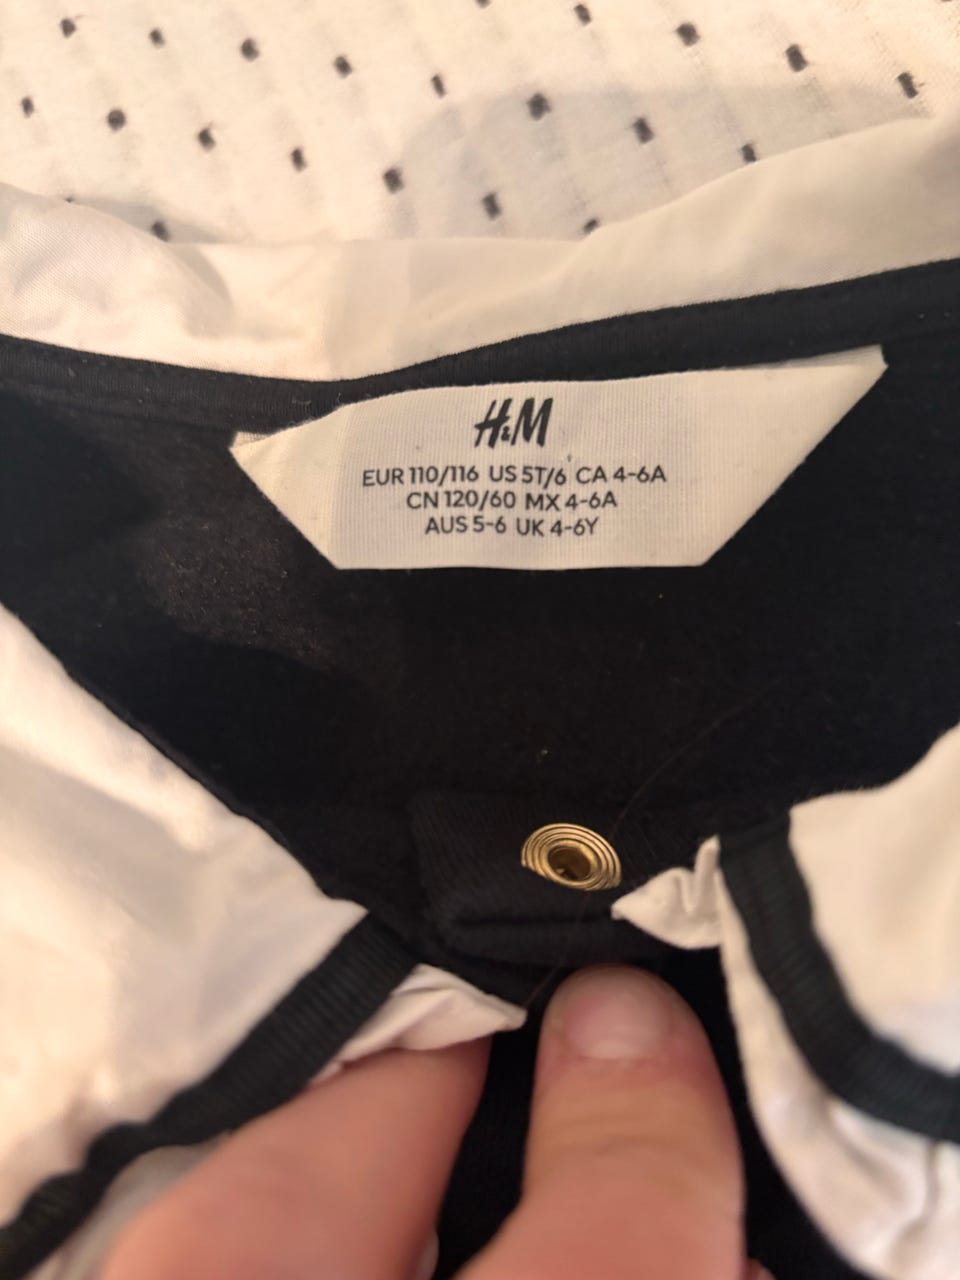 H&M
EUR 110/116 US 5T/6 CA 4-6A
CN 120/60 MX 4-6A
AUS 5-6 UK 4-6Y